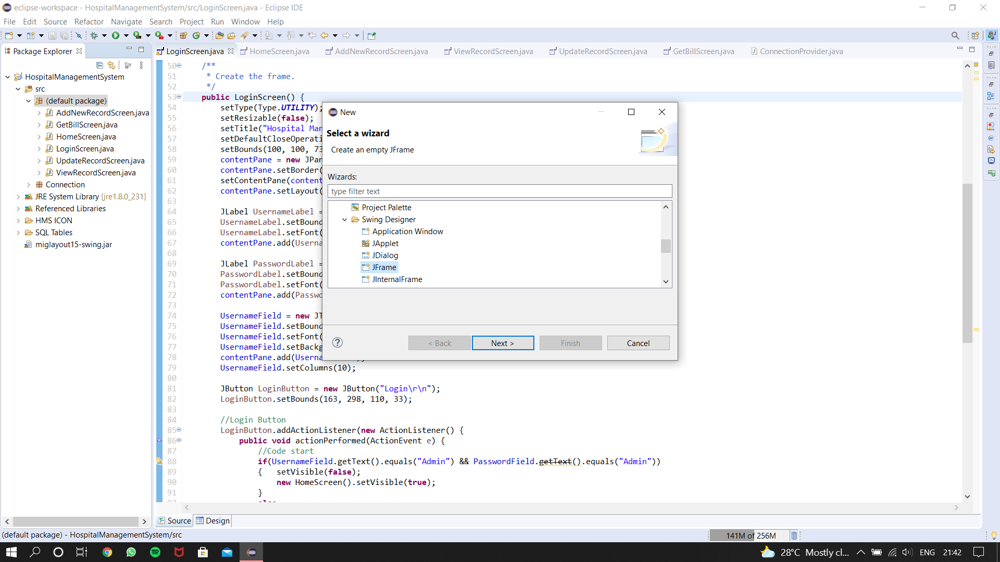 eclipse-workspace - HospitalManagementSystem/src/LoginScreen.java - Eclipse IDE
File Edit Source Refactor Navigate Search Project Run Window Help
Package Explorer
LoginScreen.java HomeScreen.java AddNewRecordScreen.java ViewRecordScreen.java UpdateRecordScreen.java GetBillScreen.java ConnectionProvider.java
HospitalManagementSystem
src
(default package)
AddNewRecordScreen.java
GetBillScreen.java
HomeScreen.java
LoginScreen.java
UpdateRecordScreen.java
ViewRecordScreen.java
Connection
JRE System Library [jre1.8.0_231]
Referenced Libraries
HMS ICON
SQL Tables
miglayout15-swing.jar
50 /**
51 * Create the frame.
52 */
53 public LoginScreen() {
54 setType(Type.UTILITY);
55 setResizable(false);
56 setTitle("Hospital Man
57 setDefaultCloseOperati
58 setBounds(100, 100, 73
59 contentPane = new JPan
60 contentPane.setBorder(
61 setContentPane(content
62 contentPane.setLayout(
63
64 JLabel UsernameLabel =
65 UsernameLabel.setBound
66 UsernameLabel.setFont(
67 contentPane.add(Userna
68
69 JLabel PasswordLabel =
70 PasswordLabel.setBound
71 PasswordLabel.setFont(
72 contentPane.add(Passwo
73
74 UsernameField = new JT
75 UsernameField.setBound
76 UsernameField.setFont(
77 UsernameField.setBackg
78 contentPane.add(Userna
79 UsernameField.setColumns(10);
80
81 JButton LoginButton = new JButton("Login\r\n");
82 LoginButton.setBounds(163, 298, 110, 33);
83
84 //Login Button
85 LoginButton.addActionListener(new ActionListener() {
86 public void actionPerformed(ActionEvent e) {
87 //Code start
88 if(UsernameField.getText().equals("Admin") && PasswordField.getText().equals("Admin"))
89 { setVisible(false);
90 new HomeScreen().setVisible(true);
91 }
New
Select a wizard
Create an empty JFrame
Wizards:
type filter text
Project Palette
Swing Designer
Application Window
JApplet
JDialog
JFrame
JInternalFrame
< Back Next > Finish Cancel
Source Design
(default package) - HospitalManagementSystem/src
141M of 256M
28°C Mostly cl... ENG 21:42